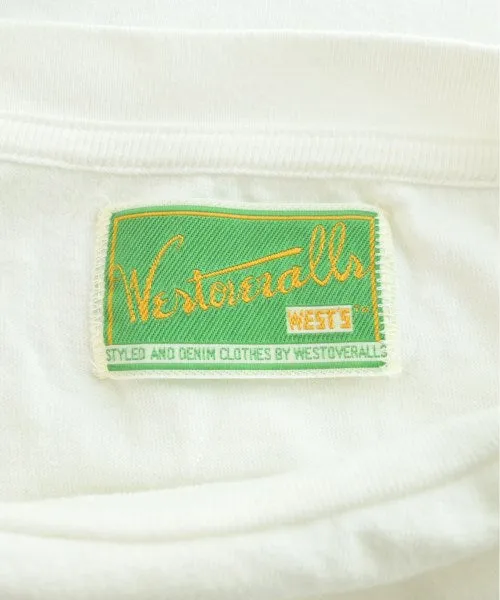 Westoveralls
WEST'S
STYLED AND DENIM CLOTHES BY WESTOVERALLS